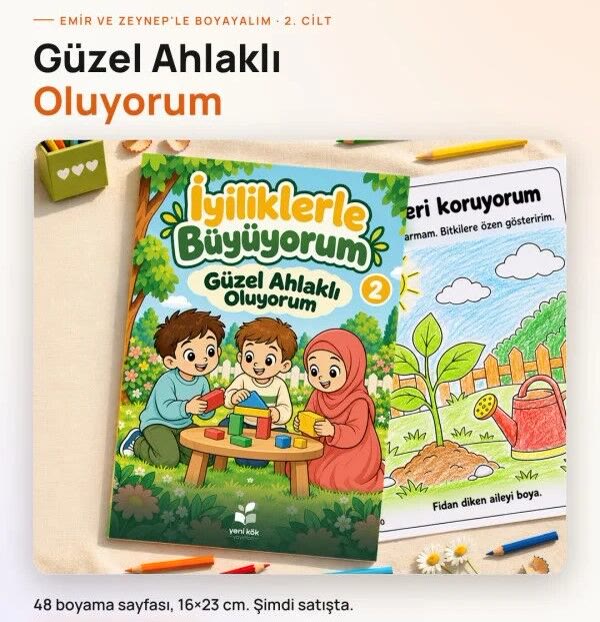 EMİR VE ZEYNEP'LE BOYAYALIM · 2. CİLT
Güzel Ahlaklı
Oluyorum
İyiliklerle
Büyüyorum
Güzel Ahlaklı
Oluyorum
2
yeni kök
eri koruyorum
armam. Bitkilere özen gösteririm.
Fidan diken aileyi boya.
48 boyama sayfası, 16×23 cm. Şimdi satışta.